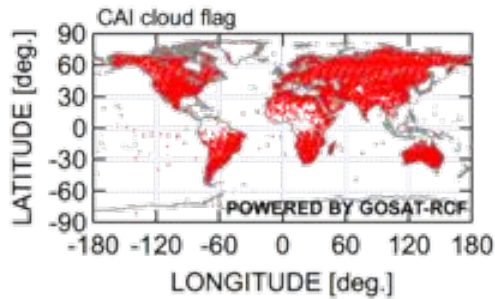 CAI cloud flag
90
60
30
0
-30
-60
-90
LATITUDE [deg.]
POWERED BY GOSAT-RCF
-180 -120 -60 0 60 120 180
LONGITUDE [deg.]